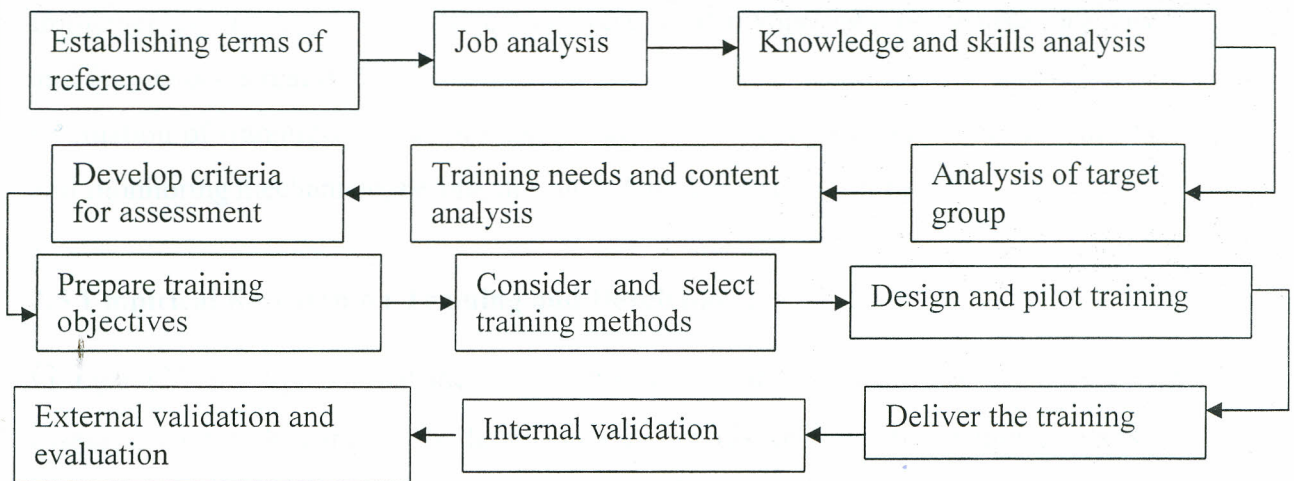 Establishing terms of
reference
Job analysis
Knowledge and skills analysis
Analysis of target
group
Training needs and content
analysis
Develop criteria
for assessment
Prepare training
objectives
Consider and select
training methods
Design and pilot training
Deliver the training
Internal validation
External validation and
evaluation